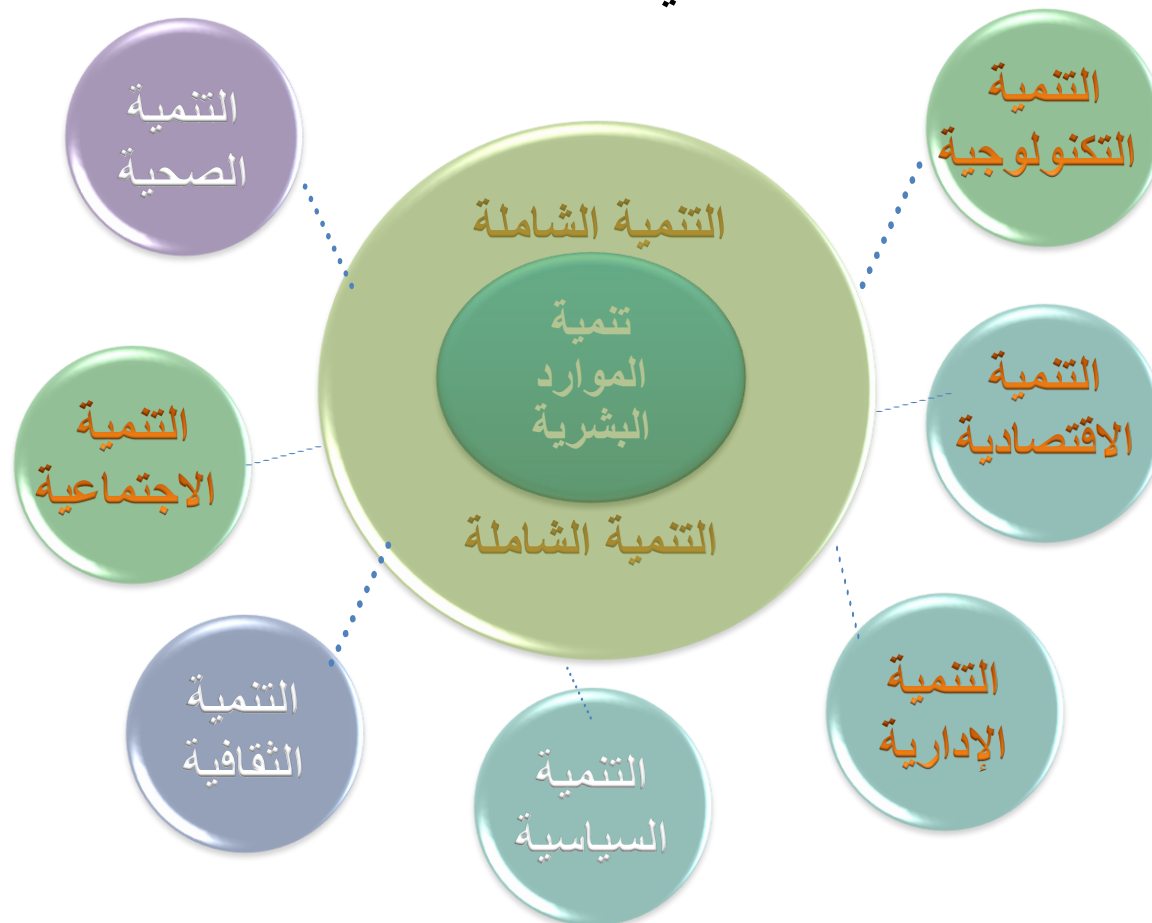 التنمية
التكنولوجية
التنمية
الصحية
التنمية الشاملة
تنمية
الموارد
البشرية
التنمية الشاملة
التنمية
الاقتصادية
التنمية
الاجتماعية
التنمية
الإدارية
التنمية
الثقافية
التنمية
السياسية